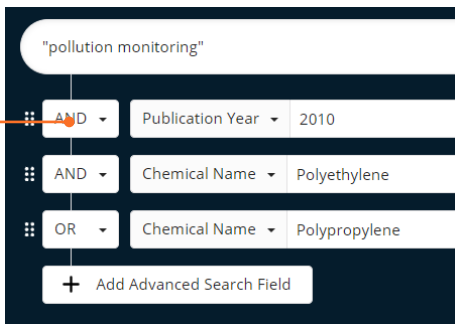 "pollution monitoring"
AND Publication Year 2010
AND Chemical Name Polyethylene
OR Chemical Name Polypropylene
+ Add Advanced Search Field